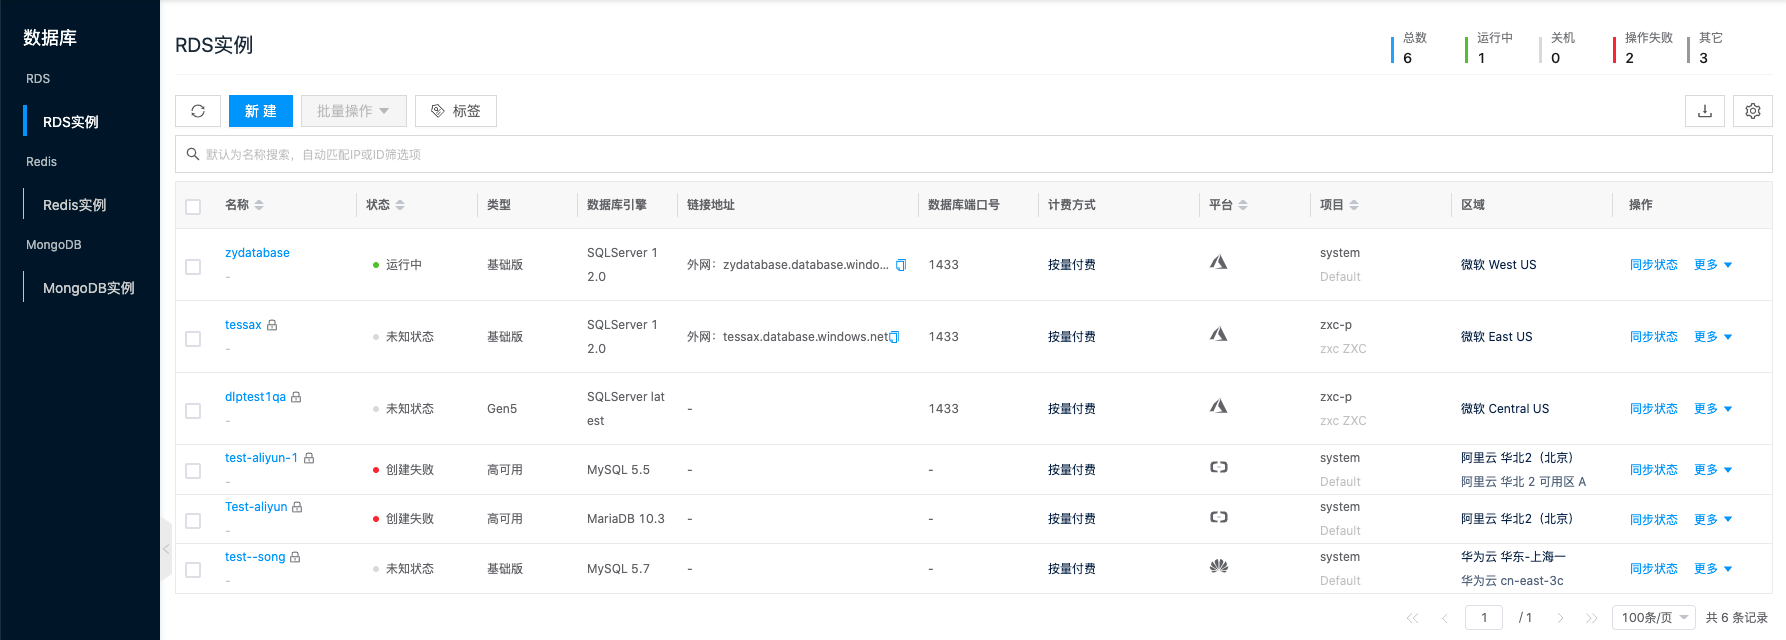 数据库
RDS
RDS实例
Redis
Redis实例
MongoDB
MongoDB实例
RDS实例
总数 运行中 关机 操作失败 其它
6 1 0 2 3
新 建 批量操作 标签
默认为名称搜索，自动匹配IP或ID筛选项
名称 状态 类型 数据库引擎 链接地址 数据库端口号 计费方式 平台 项目 区域 操作
zydatabase
-
运行中
基础版
SQLServer 1
2.0
外网：zydatabase.database.windo...
1433
按量付费
system
Default
微软 West US
同步状态 更多
tessax
-
未知状态
基础版
SQLServer 1
2.0
外网：tessax.database.windows.net
1433
按量付费
zxc-p
zxc ZXC
微软 East US
同步状态 更多
dlptest1qa
-
未知状态
Gen5
SQLServer lat
est
-
1433
按量付费
zxc-p
zxc ZXC
微软 Central US
同步状态 更多
test-aliyun-1
-
创建失败
高可用
MySQL 5.5
-
-
按量付费
system
Default
阿里云 华北2（北京）
阿里云 华北 2 可用区 A
同步状态 更多
Test-aliyun
-
创建失败
高可用
MariaDB 10.3
-
-
按量付费
system
Default
阿里云 华北2（北京）
同步状态 更多
test--song
-
未知状态
基础版
MySQL 5.7
-
-
按量付费
system
Default
华为云 华东-上海一
华为云 cn-east-3c
同步状态 更多
1 / 1 100条/页 共 6 条记录